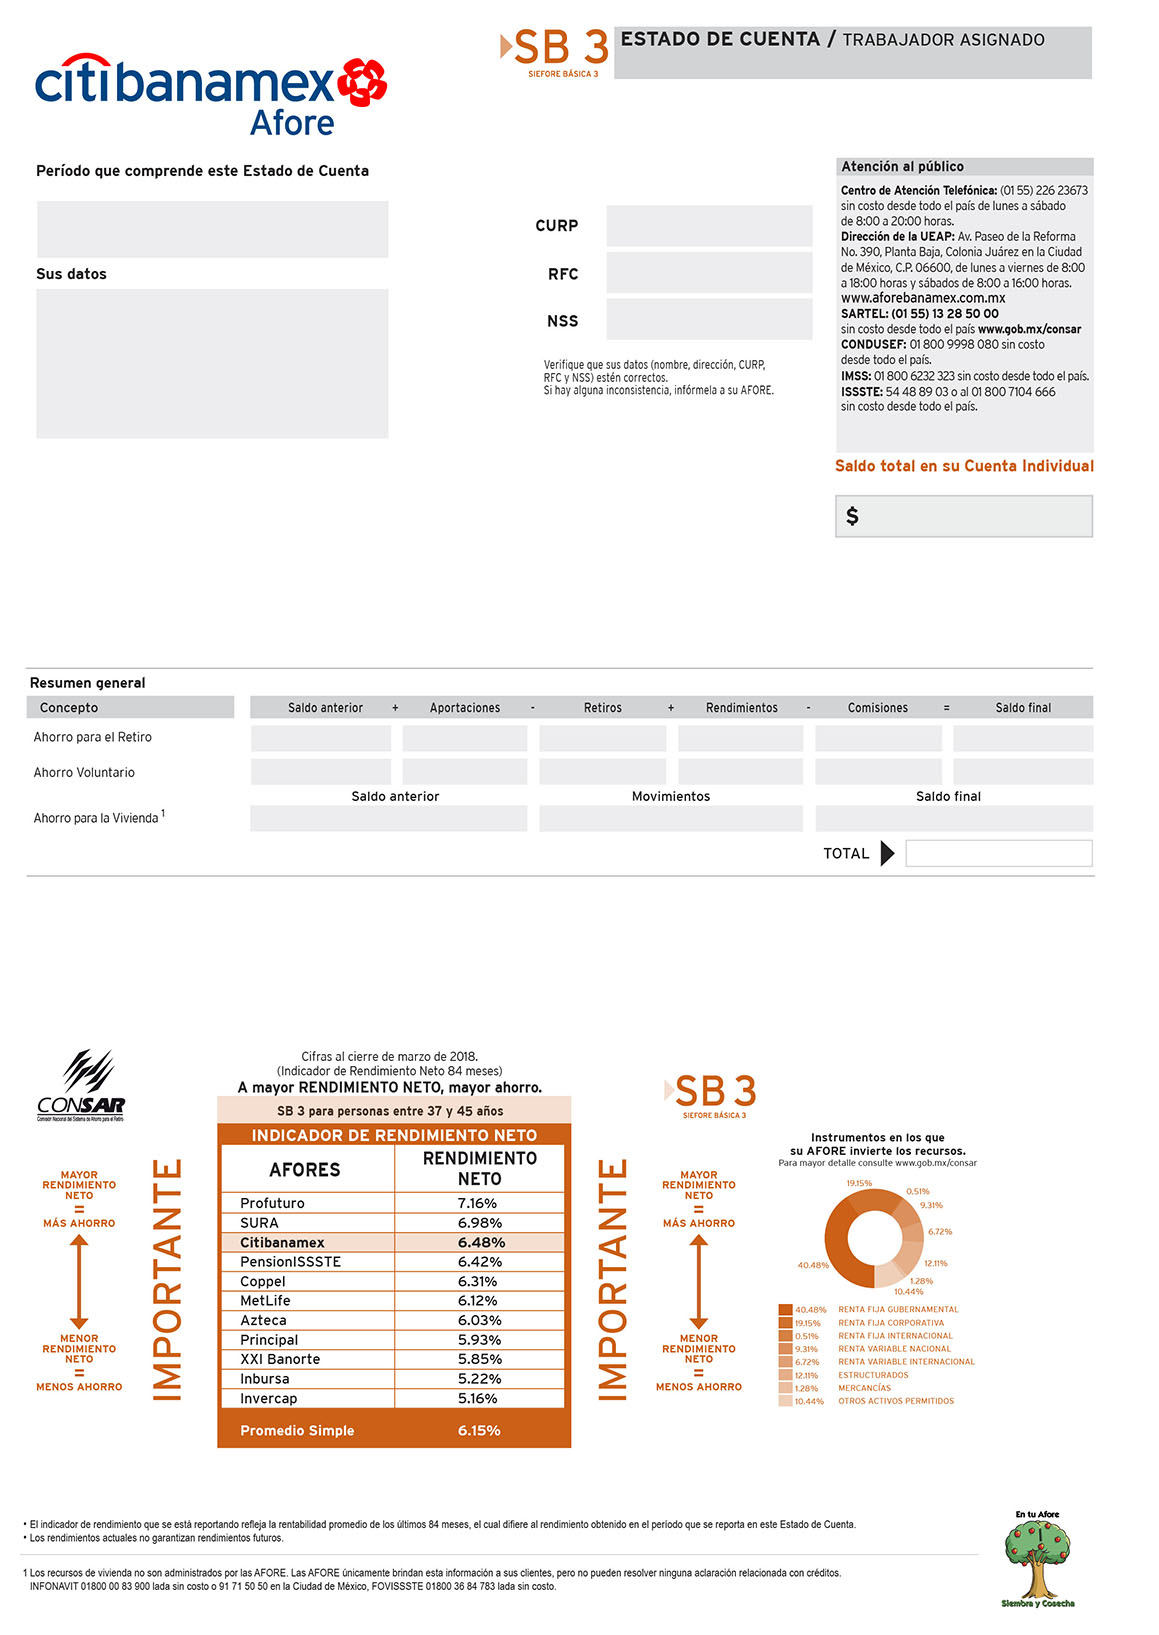 citibanamex
Afore
SB 3
SIEFORE BÁSICA 3
ESTADO DE CUENTA / TRABAJADOR ASIGNADO
Período que comprende este Estado de Cuenta
Sus datos
CURP
RFC
NSS
Verifique que sus datos (nombre, dirección, CURP,
RFC y NSS) estén correctos.
Si hay alguna inconsistencia, infórmela a su AFORE.
Atención al público
Centro de Atención Telefónica: (01 55) 226 23673
sin costo desde todo el país de lunes a sábado
de 8:00 a 20:00 horas.
Dirección de la UEAP: Av. Paseo de la Reforma
No. 390, Planta Baja, Colonia Juárez en la Ciudad
de México, C.P. 06600, de lunes a viernes de 8:00
a 18:00 horas y sábados de 8:00 a 16:00 horas.
www.aforebanamex.com.mx
SARTEL: (01 55) 13 28 50 00
sin costo desde todo el país www.gob.mx/consar
CONDUSEF: 01 800 9998 080 sin costo
desde todo el país.
IMSS: 01 800 6232 323 sin costo desde todo el país.
ISSSTE: 54 48 89 03 o al 01 800 7104 666
sin costo desde todo el país.
Saldo total en su Cuenta Individual
$
Resumen general
Concepto
Saldo anterior + Aportaciones - Retiros + Rendimientos - Comisiones = Saldo final
Ahorro para el Retiro
Ahorro Voluntario
Saldo anterior Movimientos Saldo final
Ahorro para la Vivienda 1
TOTAL
CONSAR
Comisión Nacional del Sistema de Ahorro para el Retiro
MAYOR
RENDIMIENTO
NETO
=
MÁS AHORRO
MENOR
RENDIMIENTO
NETO
=
MENOS AHORRO
IMPORTANTE
Cifras al cierre de marzo de 2018.
(Indicador de Rendimiento Neto 84 meses)
A mayor RENDIMIENTO NETO, mayor ahorro.
SB 3 para personas entre 37 y 45 años
INDICADOR DE RENDIMIENTO NETO
AFORES RENDIMIENTO
NETO
Profuturo 7.16%
SURA 6.98%
Citibanamex 6.48%
PensionISSSTE 6.42%
Coppel 6.31%
MetLife 6.12%
Azteca 6.03%
Principal 5.93%
XXI Banorte 5.85%
Inbursa 5.22%
Invercap 5.16%
Promedio Simple 6.15%
IMPORTANTE
SB 3
SIEFORE BÁSICA 3
MAYOR
RENDIMIENTO
NETO
=
MÁS AHORRO
MENOR
RENDIMIENTO
NETO
=
MENOS AHORRO
Instrumentos en los que
su AFORE invierte los recursos.
Para mayor detalle consulte www.gob.mx/consar
19.15%
0.51%
9.31%
6.72%
12.11%
1.28%
10.44%
40.48%
40.48% RENTA FIJA GUBERNAMENTAL
19.15% RENTA FIJA CORPORATIVA
0.51% RENTA FIJA INTERNACIONAL
9.31% RENTA VARIABLE NACIONAL
6.72% RENTA VARIABLE INTERNACIONAL
12.11% ESTRUCTURADOS
1.28% MERCANCÍAS
10.44% OTROS ACTIVOS PERMITIDOS
• El indicador de rendimiento que se está reportando refleja la rentabilidad promedio de los últimos 84 meses, el cual difiere al rendimiento obtenido en el período que se reporta en este Estado de Cuenta.
• Los rendimientos actuales no garantizan rendimientos futuros.
1 Los recursos de vivienda no son administrados por las AFORE. Las AFORE únicamente brindan esta información a sus clientes, pero no pueden resolver ninguna aclaración relacionada con créditos.
INFONAVIT 01800 00 83 900 lada sin costo o 91 71 50 50 en la Ciudad de México, FOVISSSTE 01800 36 84 783 lada sin costo.
En tu Afore
Siembra y Cosecha